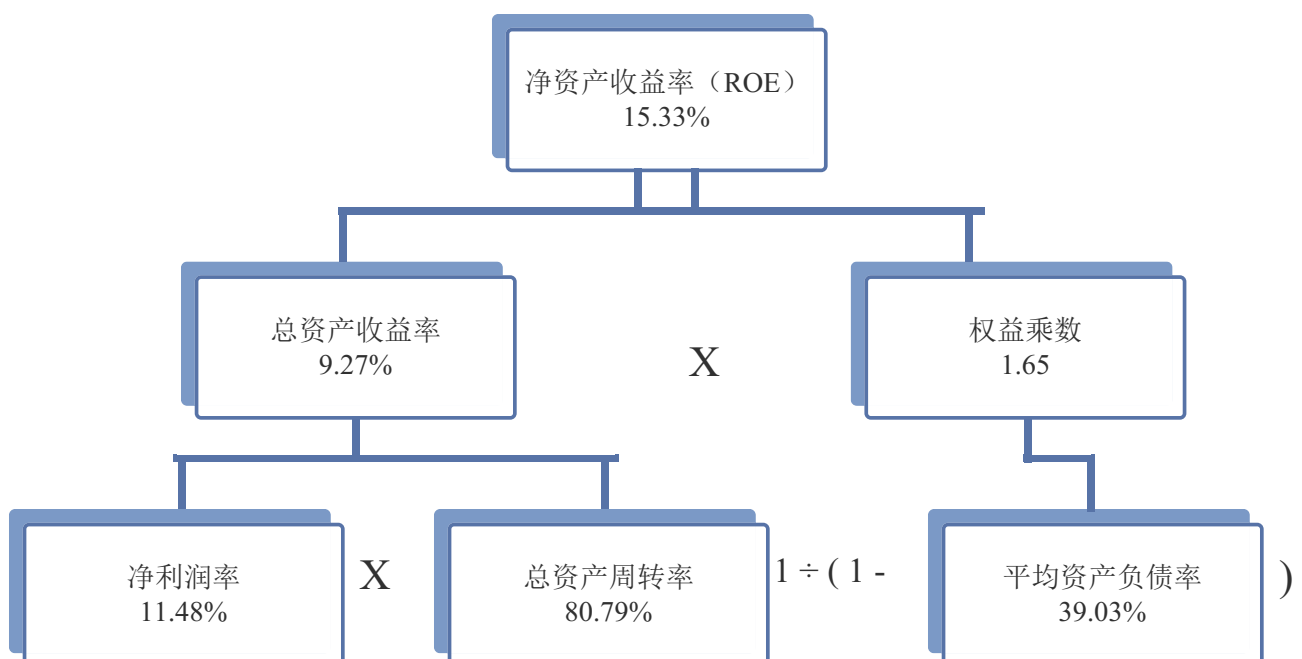 净资产收益率（ROE）
15.33%
总资产收益率
9.27%
X
权益乘数
1.65
净利润率
11.48%
X
总资产周转率
80.79%
1 ÷ ( 1 -
平均资产负债率
39.03%
)